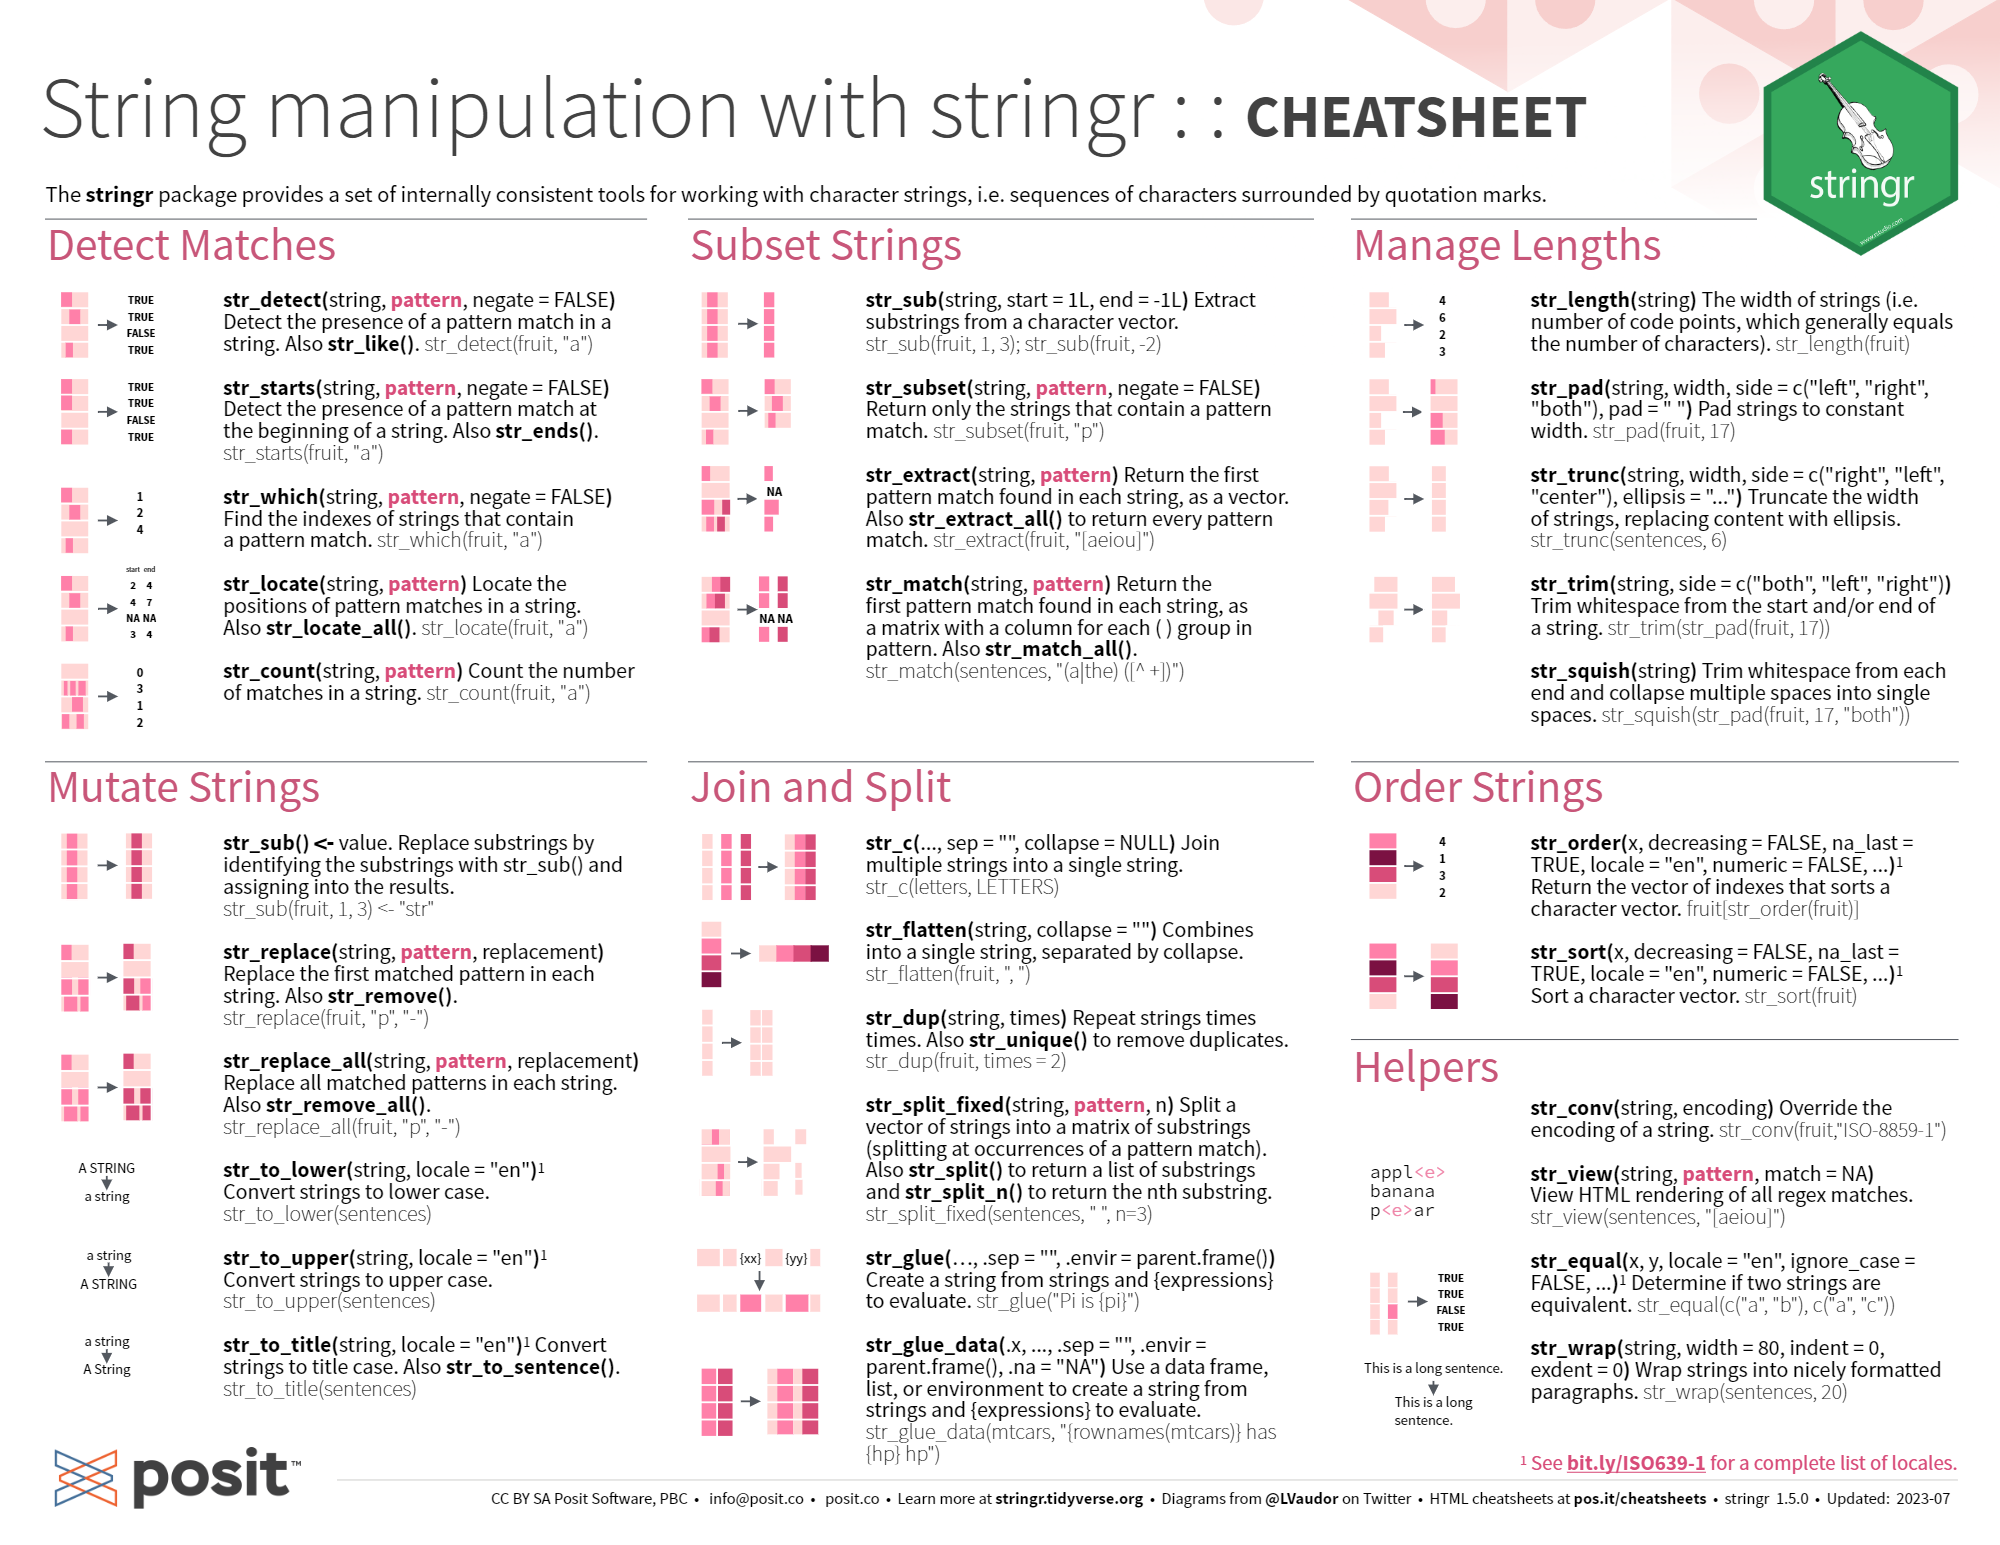 String manipulation with stringr : : CHEATSHEET
stringr
www.rstudio.com
The stringr package provides a set of internally consistent tools for working with character strings, i.e. sequences of characters surrounded by quotation marks.
Detect Matches
TRUE
TRUE
FALSE
TRUE
str_detect(string, pattern, negate = FALSE)
Detect the presence of a pattern match in a
string. Also str_like(). str_detect(fruit, "a")
TRUE
TRUE
FALSE
TRUE
str_starts(string, pattern, negate = FALSE)
Detect the presence of a pattern match at
the beginning of a string. Also str_ends().
str_starts(fruit, "a")
1
2
4
str_which(string, pattern, negate = FALSE)
Find the indexes of strings that contain
a pattern match. str_which(fruit, "a")
start end
2 4
4 7
NA NA
3 4
str_locate(string, pattern) Locate the
positions of pattern matches in a string.
Also str_locate_all(). str_locate(fruit, "a")
0
3
1
2
str_count(string, pattern) Count the number
of matches in a string. str_count(fruit, "a")
Subset Strings
str_sub(string, start = 1L, end = -1L) Extract
substrings from a character vector.
str_sub(fruit, 1, 3); str_sub(fruit, -2)
str_subset(string, pattern, negate = FALSE)
Return only the strings that contain a pattern
match. str_subset(fruit, "p")
NA
str_extract(string, pattern) Return the first
pattern match found in each string, as a vector.
Also str_extract_all() to return every pattern
match. str_extract(fruit, "[aeiou]")
NA NA
str_match(string, pattern) Return the
first pattern match found in each string, as
a matrix with a column for each ( ) group in
pattern. Also str_match_all().
str_match(sentences, "(a|the) ([^ +])")
Manage Lengths
4
6
2
3
str_length(string) The width of strings (i.e.
number of code points, which generally equals
the number of characters). str_length(fruit)
str_pad(string, width, side = c("left", "right",
"both"), pad = " ") Pad strings to constant
width. str_pad(fruit, 17)
str_trunc(string, width, side = c("right", "left",
"center"), ellipsis = "...") Truncate the width
of strings, replacing content with ellipsis.
str_trunc(sentences, 6)
str_trim(string, side = c("both", "left", "right"))
Trim whitespace from the start and/or end of
a string. str_trim(str_pad(fruit, 17))
str_squish(string) Trim whitespace from each
end and collapse multiple spaces into single
spaces. str_squish(str_pad(fruit, 17, "both"))
Mutate Strings
str_sub() <- value. Replace substrings by
identifying the substrings with str_sub() and
assigning into the results.
str_sub(fruit, 1, 3) <- "str"
str_replace(string, pattern, replacement)
Replace the first matched pattern in each
string. Also str_remove().
str_replace(fruit, "p", "-")
str_replace_all(string, pattern, replacement)
Replace all matched patterns in each string.
Also str_remove_all().
str_replace_all(fruit, "p", "-")
A STRING
a string
str_to_lower(string, locale = "en")¹
Convert strings to lower case.
str_to_lower(sentences)
a string
A STRING
str_to_upper(string, locale = "en")¹
Convert strings to upper case.
str_to_upper(sentences)
a string
A String
str_to_title(string, locale = "en")¹ Convert
strings to title case. Also str_to_sentence().
str_to_title(sentences)
Join and Split
str_c(..., sep = "", collapse = NULL) Join
multiple strings into a single string.
str_c(letters, LETTERS)
str_flatten(string, collapse = "") Combines
into a single string, separated by collapse.
str_flatten(fruit, ", ")
str_dup(string, times) Repeat strings times
times. Also str_unique() to remove duplicates.
str_dup(fruit, times = 2)
str_split_fixed(string, pattern, n) Split a
vector of strings into a matrix of substrings
(splitting at occurrences of a pattern match).
Also str_split() to return a list of substrings
and str_split_n() to return the nth substring.
str_split_fixed(sentences, " ", n=3)
{xx} {yy}
str_glue(…, .sep = "", .envir = parent.frame())
Create a string from strings and {expressions}
to evaluate. str_glue("Pi is {pi}")
str_glue_data(.x, ..., .sep = "", .envir =
parent.frame(), .na = "NA") Use a data frame,
list, or environment to create a string from
strings and {expressions} to evaluate.
str_glue_data(mtcars, "{rownames(mtcars)} has
{hp} hp")
Order Strings
4
1
3
2
str_order(x, decreasing = FALSE, na_last =
TRUE, locale = "en", numeric = FALSE, ...)¹
Return the vector of indexes that sorts a
character vector. fruit[str_order(fruit)]
str_sort(x, decreasing = FALSE, na_last =
TRUE, locale = "en", numeric = FALSE, ...)¹
Sort a character vector. str_sort(fruit)
Helpers
str_conv(string, encoding) Override the
encoding of a string. str_conv(fruit,"ISO-8859-1")
appl<e>
banana
p<e>ar
str_view(string, pattern, match = NA)
View HTML rendering of all regex matches.
str_view(sentences, "[aeiou]")
TRUE
TRUE
FALSE
TRUE
str_equal(x, y, locale = "en", ignore_case =
FALSE, ...)¹ Determine if two strings are
equivalent. str_equal(c("a", "b"), c("a", "c"))
This is a long sentence.
This is a long
sentence.
str_wrap(string, width = 80, indent = 0,
exdent = 0) Wrap strings into nicely formatted
paragraphs. str_wrap(sentences, 20)
¹ See bit.ly/ISO639-1 for a complete list of locales.
posit™
CC BY SA Posit Software, PBC • info@posit.co • posit.co • Learn more at stringr.tidyverse.org • Diagrams from @LVaudor on Twitter • HTML cheatsheets at pos.it/cheatsheets • stringr 1.5.0 • Updated: 2023-07